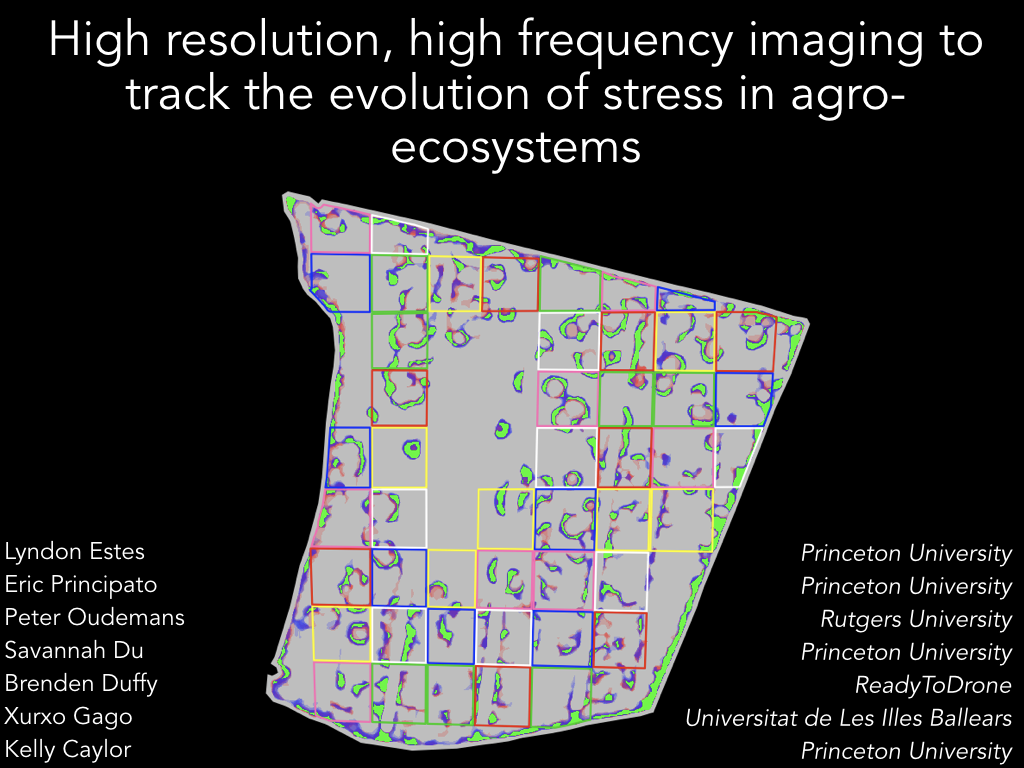 High resolution, high frequency imaging to
track the evolution of stress in agro-
ecosystems
Lyndon Estes
Eric Principato
Peter Oudemans
Savannah Du
Brenden Duffy
Xurxo Gago
Kelly Caylor
Princeton University
Princeton University
Rutgers University
Princeton University
ReadyToDrone
Universitat de Les Illes Ballears
Princeton University